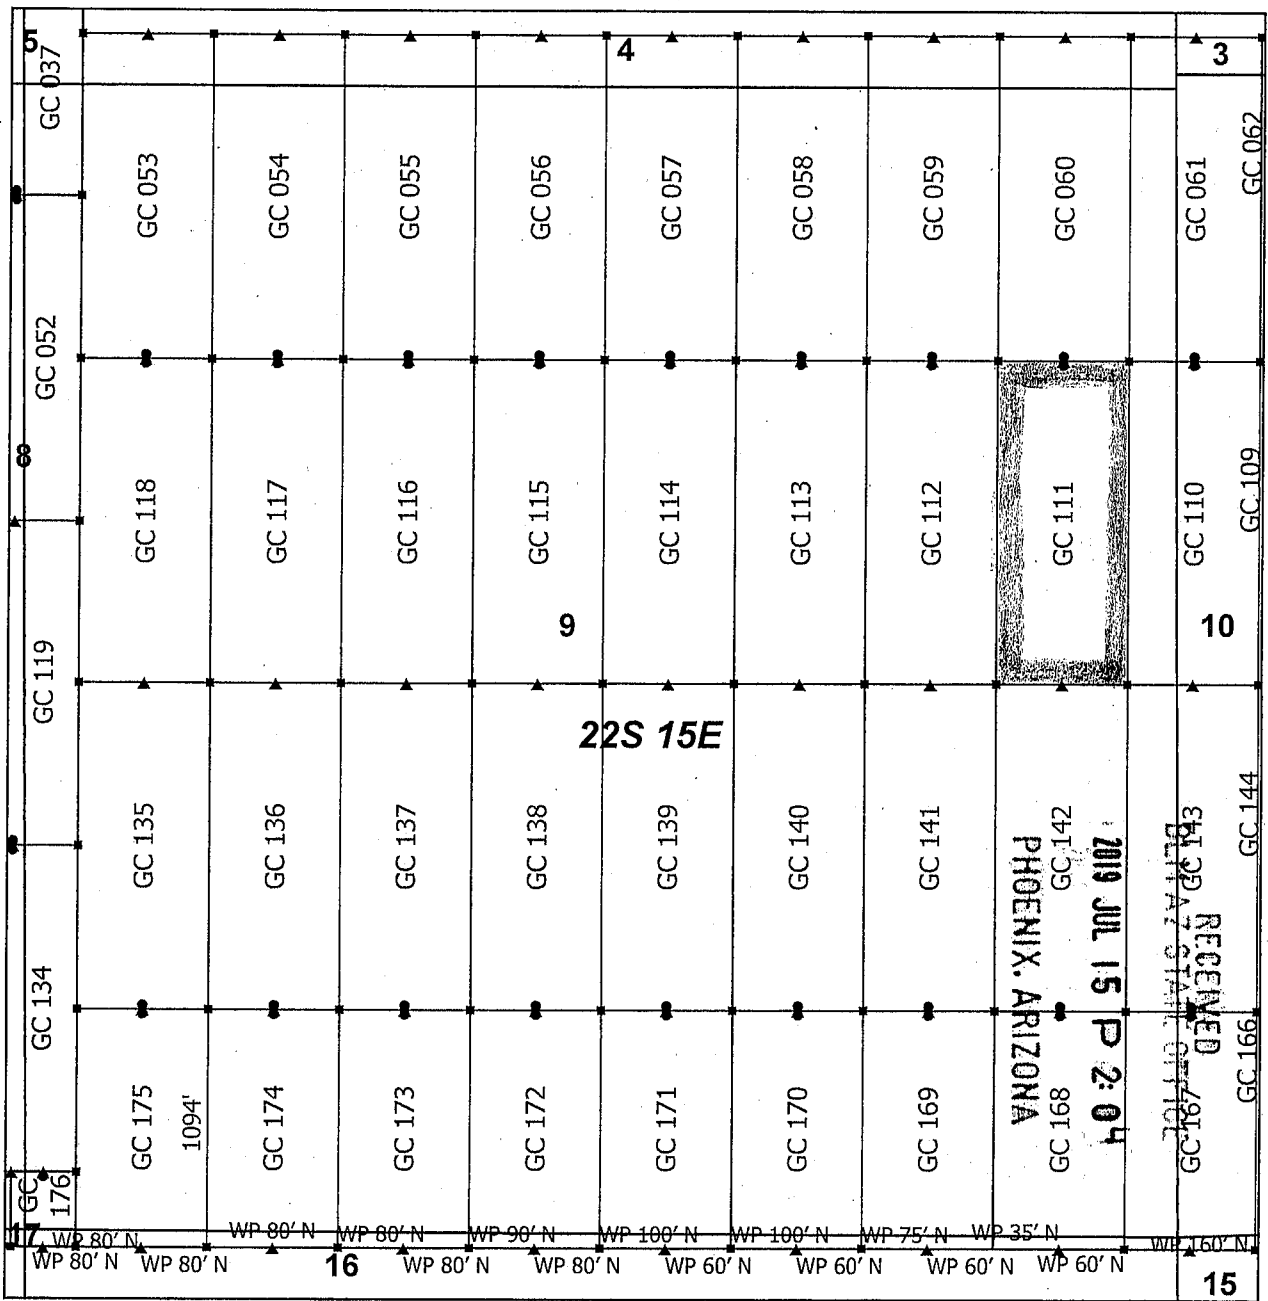 5
4
3
GC 037
GC 053
GC 054
GC 055
GC 056
GC 057
GC 058
GC 059
GC 060
GC 061
GC 062
GC 052
8
GC 118
GC 117
GC 116
GC 115
GC 114
GC 113
GC 112
GC 111
GC 110
GC 109
9
10
GC 119
22S 15E
GC 135
GC 136
GC 137
GC 138
GC 139
GC 140
GC 141
GC 142
GC 143
GC 144
RECEIVED
2019 JUL 15 P 2:04
PHOENIX, ARIZONA
GC 134
GC 175
1094'
GC 174
GC 173
GC 172
GC 171
GC 170
GC 169
GC 168
GC 167
GC 166
GC
176
17
WP 80' N
WP 80' N
WP 80' N
WP 90' N
WP 100' N
WP 100' N
WP 75' N
WP 35' N
WP 160' N
WP 80' N
WP 80' N
16
WP 80' N
WP 80' N
WP 60' N
WP 60' N
WP 60' N
WP 60' N
15